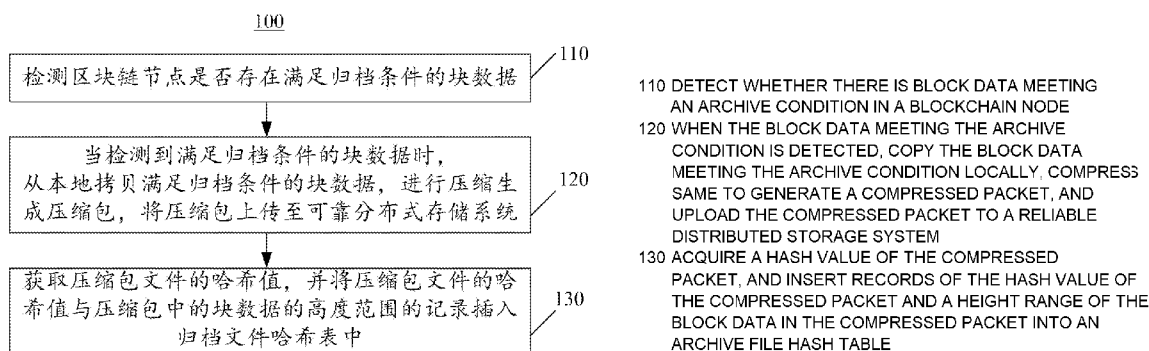 100
检测区块链节点是否存在满足归档条件的块数据
110
当检测到满足归档条件的块数据时，
从本地拷贝满足归档条件的块数据，进行压缩生
成压缩包，将压缩包上传至可靠分布式存储系统
120
获取压缩包文件的哈希值，并将压缩包文件的哈
希值与压缩包中的块数据的高度范围的记录插入
归档文件哈希表中
130
110 DETECT WHETHER THERE IS BLOCK DATA MEETING
AN ARCHIVE CONDITION IN A BLOCKCHAIN NODE
120 WHEN THE BLOCK DATA MEETING THE ARCHIVE
CONDITION IS DETECTED, COPY THE BLOCK DATA
MEETING THE ARCHIVE CONDITION LOCALLY, COMPRESS
SAME TO GENERATE A COMPRESSED PACKET, AND
UPLOAD THE COMPRESSED PACKET TO A RELIABLE
DISTRIBUTED STORAGE SYSTEM
130 ACQUIRE A HASH VALUE OF THE COMPRESSED
PACKET, AND INSERT RECORDS OF THE HASH VALUE OF
THE COMPRESSED PACKET AND A HEIGHT RANGE OF THE
BLOCK DATA IN THE COMPRESSED PACKET INTO AN
ARCHIVE FILE HASH TABLE